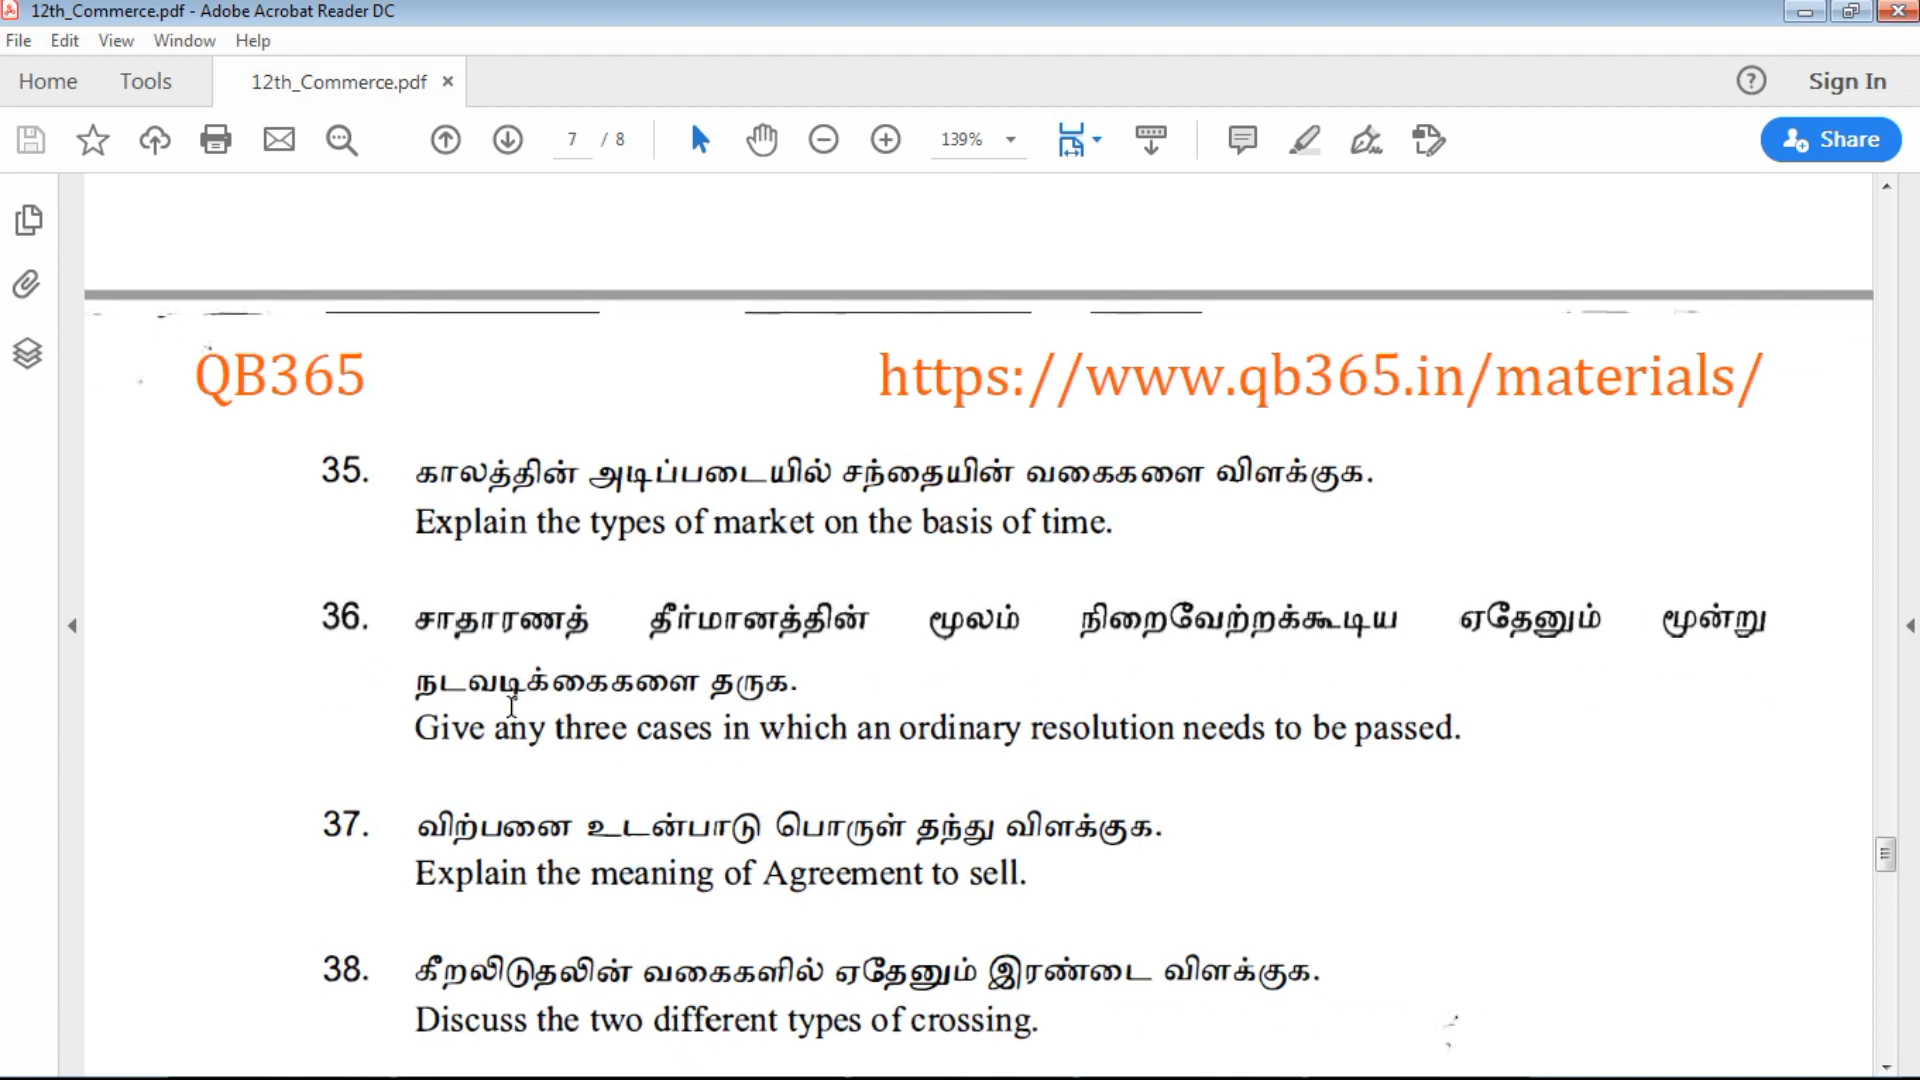 12th_Commerce.pdf - Adobe Acrobat Reader DC
File Edit View Window Help
Home Tools 12th_Commerce.pdf × Sign In
7 / 8 139% Share
QB365 https://www.qb365.in/materials/
35. காலத்தின் அடிப்படையில் சந்தையின் வகைகளை விளக்குக.
Explain the types of market on the basis of time.
36. சாதாரணத் தீர்மானத்தின் மூலம் நிறைவேற்றக்கூடிய ஏதேனும் மூன்று
நடவடிக்கைகளை தருக.
Give any three cases in which an ordinary resolution needs to be passed.
37. விற்பனை உடன்பாடு பொருள் தந்து விளக்குக.
Explain the meaning of Agreement to sell.
38. கீறலிடுதலின் வகைகளில் ஏதேனும் இரண்டை விளக்குக.
Discuss the two different types of crossing.